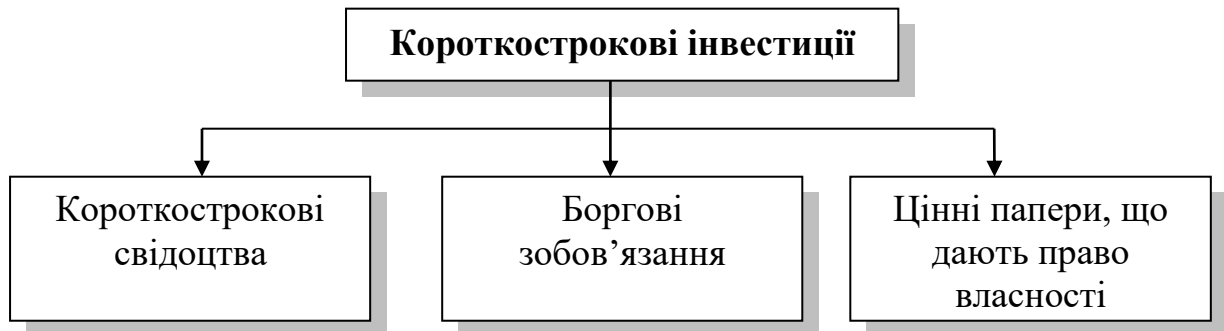 Короткострокові інвестиції
Короткострокові
свідоцтва
Боргові
зобов’язання
Цінні папери, що
дають право
власності